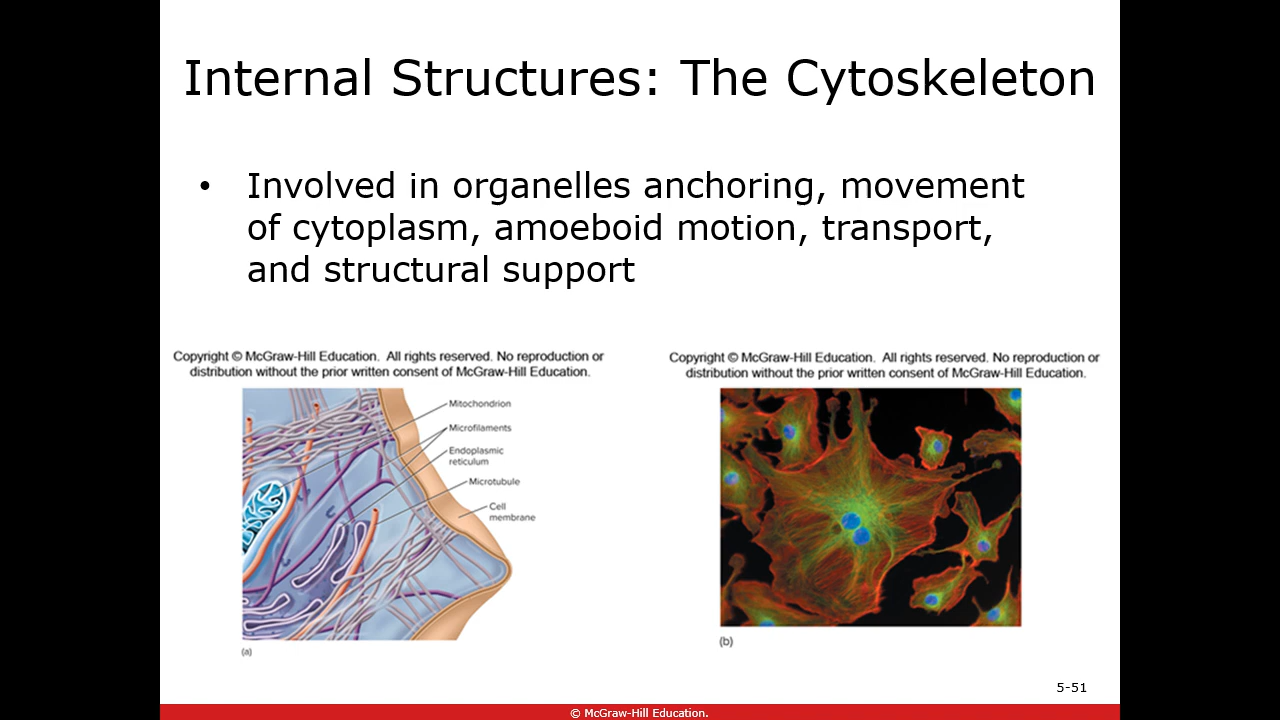 Internal Structures: The Cytoskeleton
• Involved in organelles anchoring, movement
of cytoplasm, amoeboid motion, transport,
and structural support
Copyright © McGraw-Hill Education. All rights reserved. No reproduction or
distribution without the prior written consent of McGraw-Hill Education.
Mitochondrion
Microfilaments
Endoplasmic
reticulum
Microtubule
Cell
membrane
(a)
Copyright © McGraw-Hill Education. All rights reserved. No reproduction or
distribution without the prior written consent of McGraw-Hill Education.
(b)
5-51
© McGraw-Hill Education.